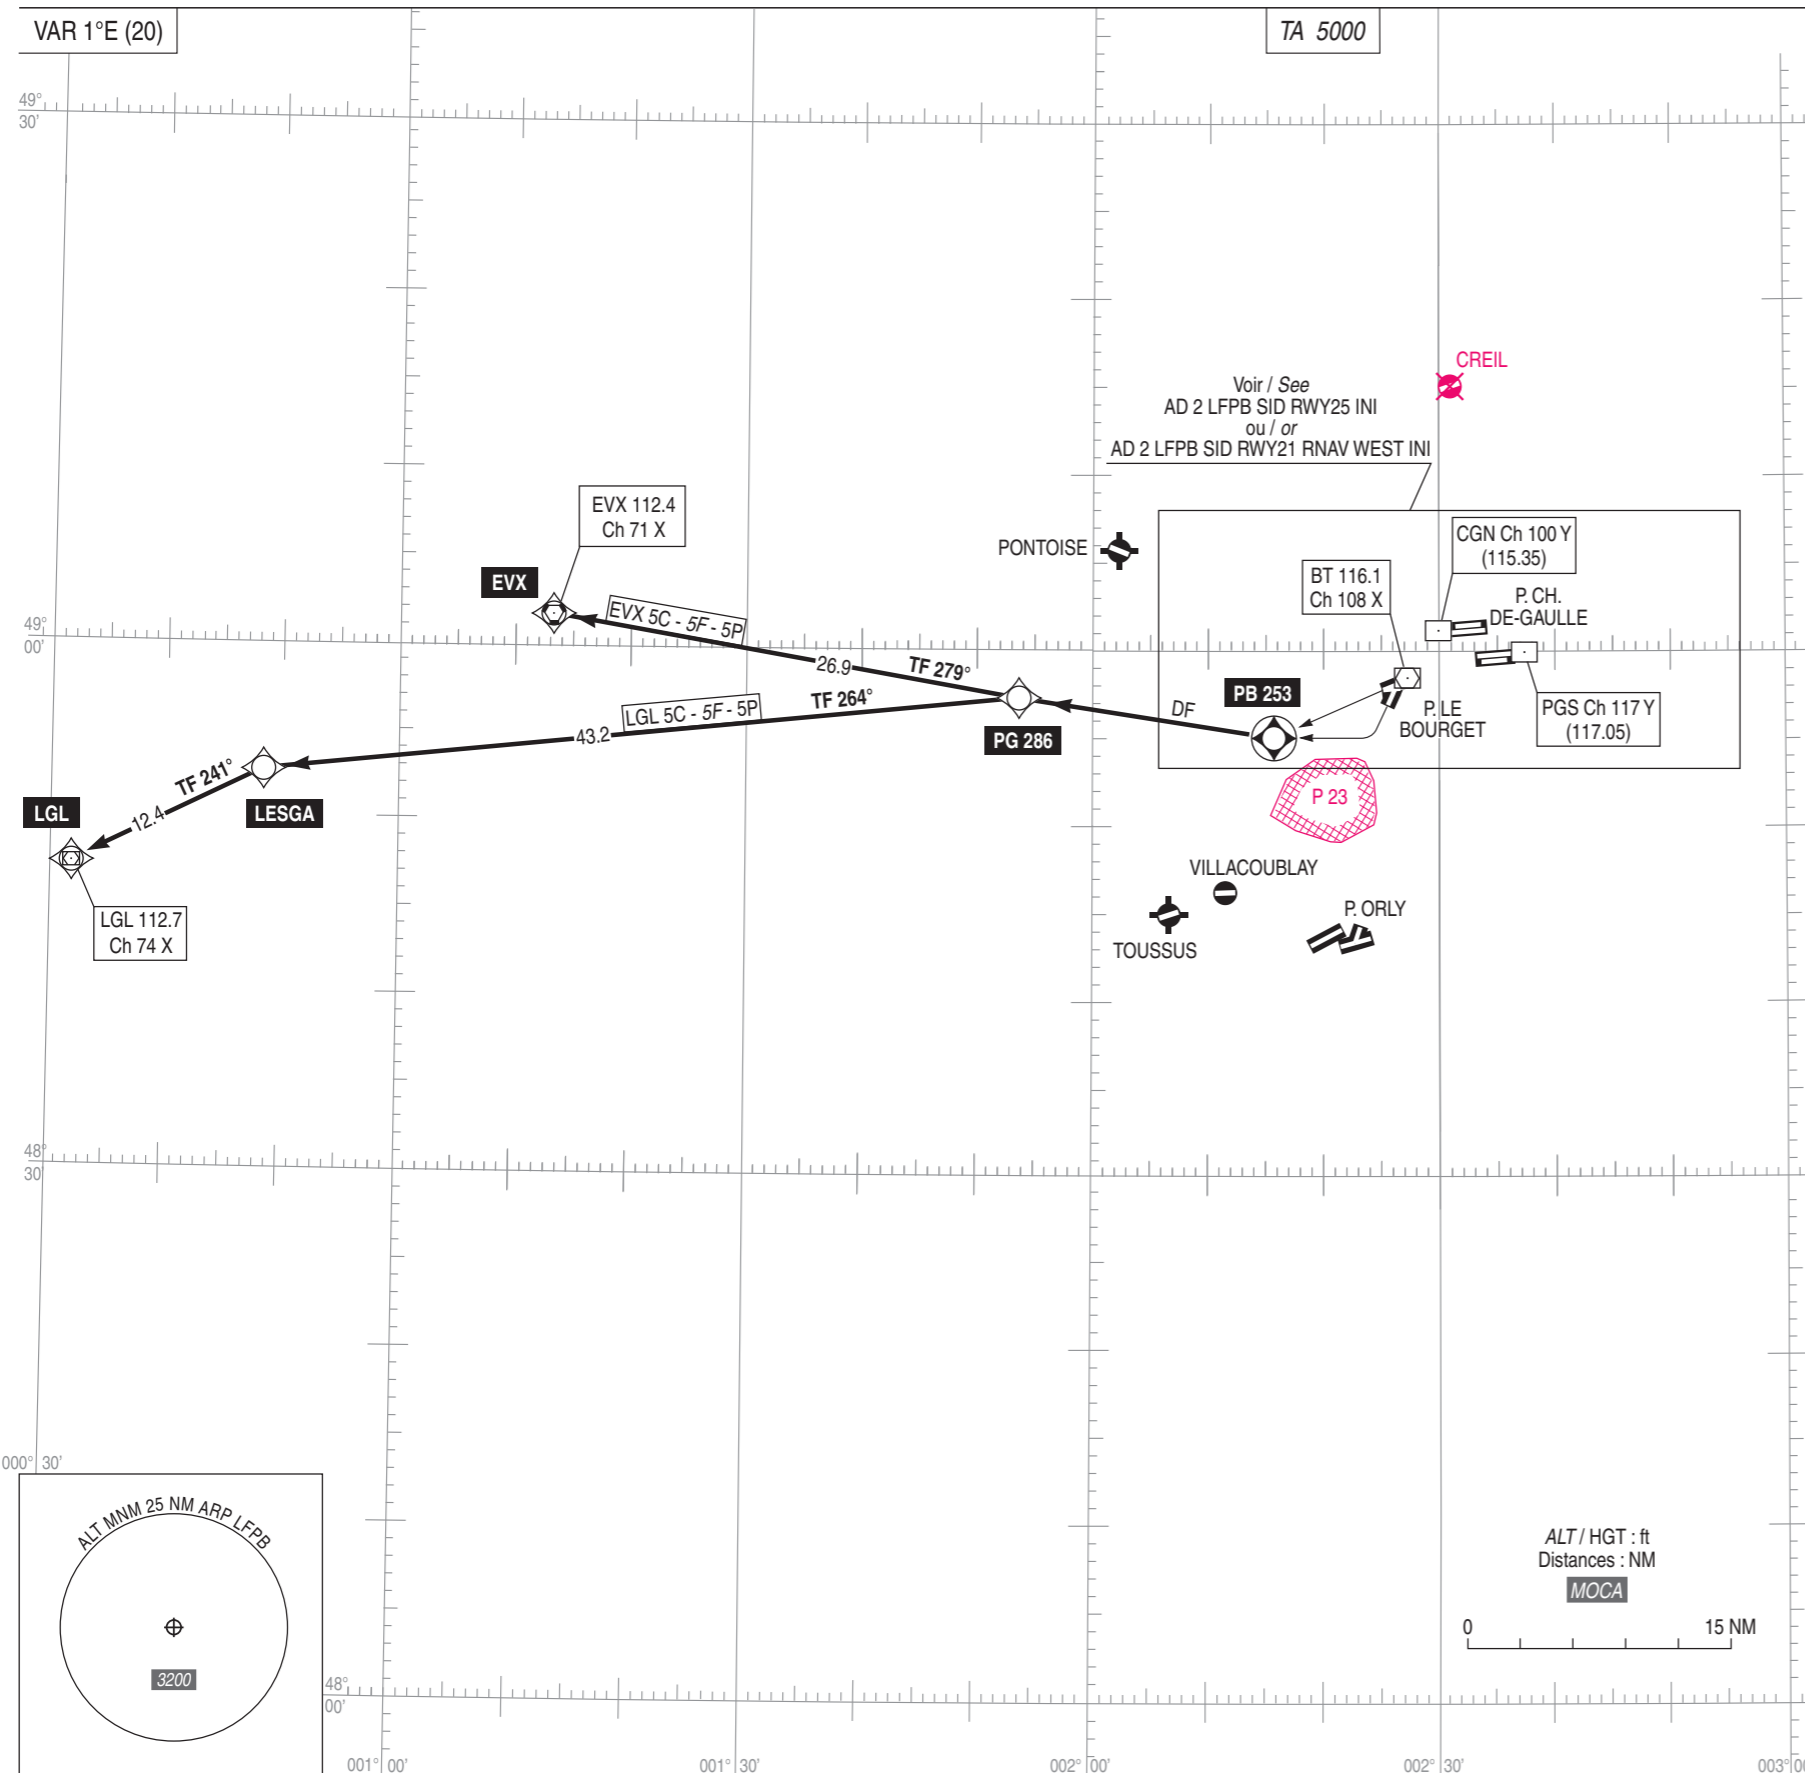 VAR 1°E (20)
TA 5000
49°
30'
CREIL
Voir / See
AD 2 LFPB SID RWY25 INI
ou / or
AD 2 LFPB SID RWY21 RNAV WEST INI
EVX 112.4
Ch 71 X
EVX
PONTOISE
CGN Ch 100 Y
(115.35)
BT 116.1
Ch 108 X
P. CH.
DE-GAULLE
EVX 5C - 5F - 5P
49°
00'
26.9
TF 279°
TF 264°
LGL 5C - 5F - 5P
43.2
PB 253
DF
P. LE
BOURGET
PGS Ch 117 Y
(117.05)
PG 286
TF 241°
12.4
LGL
LESGA
P 23
VILLACOUBLAY
LGL 112.7
Ch 74 X
P. ORLY
TOUSSUS
48°
30'
000° 30'
ALT MNM 25 NM ARP LFPB
3200
ALT / HGT : ft
Distances : NM
MOCA
0
15 NM
48°
00'
001° 00'
001° 30'
002° 00'
002° 30'
003° 00